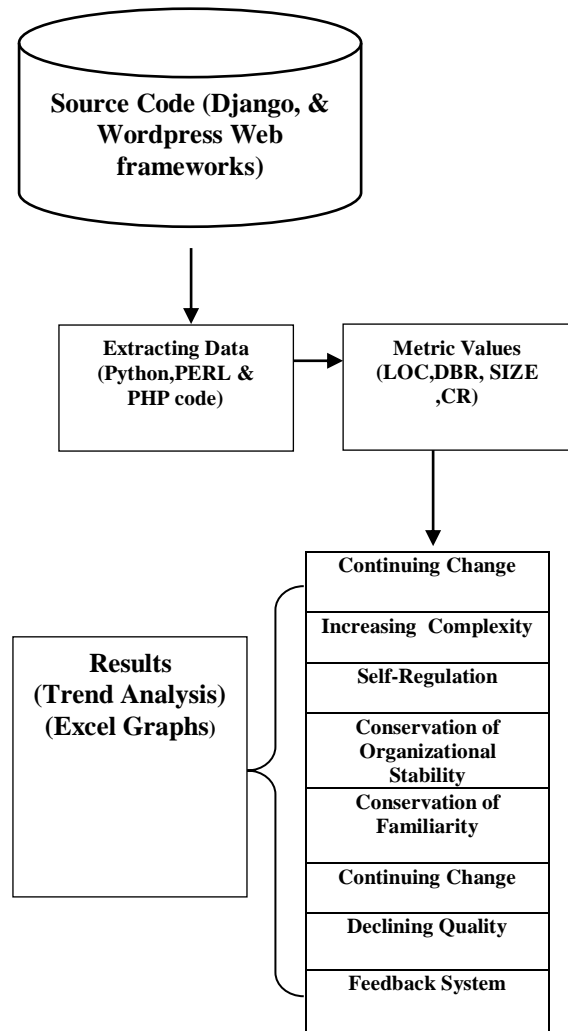 Source Code (Django, &
Wordpress Web
frameworks)
Extracting Data
(Python,PERL &
PHP code)
Metric Values
(LOC,DBR, SIZE
,CR)
Continuing Change
Increasing Complexity
Self-Regulation
Conservation of
Organizational
Stability
Conservation of
Familiarity
Continuing Change
Declining Quality
Feedback System
Results
(Trend Analysis)
(Excel Graphs)